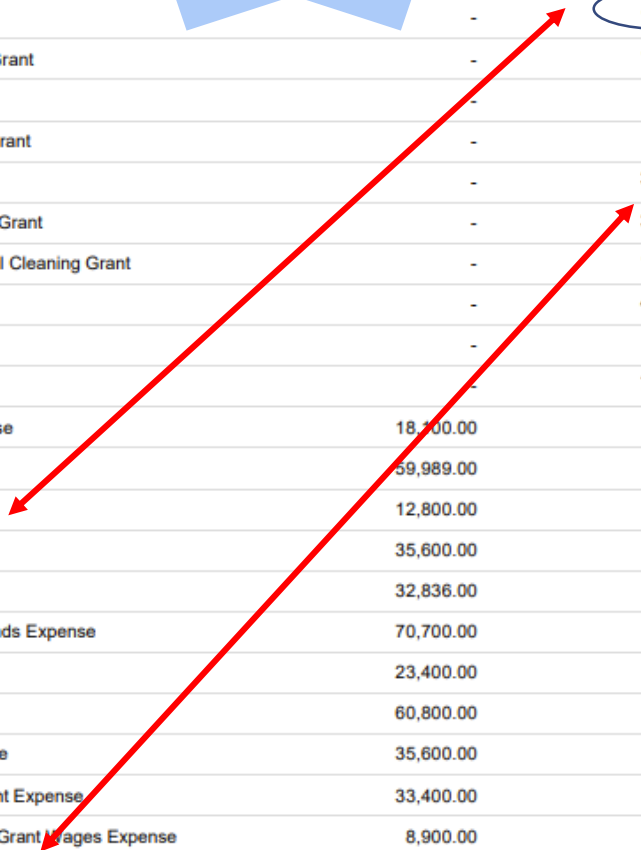 -
Grant -
-
rant -
-
Grant -
l Cleaning Grant -
-
-
-
se 18,100.00
59,989.00
12,800.00
35,600.00
32,836.00
ds Expense 70,700.00
23,400.00
60,800.00
e 35,600.00
nt Expense 33,400.00
Grant Wages Expense 8,900.00